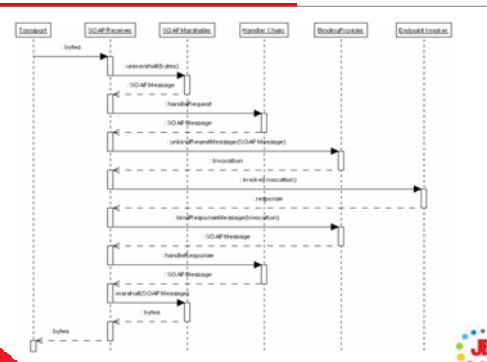 Transport SOAPReceiver SOAPMarshaller Handler Chain BindingProvider Endpoint Invoker
: bytes
: unmarshall(bytes)
: SOAPMessage
: handleRequest
: SOAPMessage
: unbindRequestMessage(SOAPMessage)
: Invocation
: invoke(Invocation)
: response
: bindResponseMessage(Invocation)
: SOAPMessage
: handleResponse
: SOAPMessage
marshall(SOAPMessage)
: bytes
: bytes